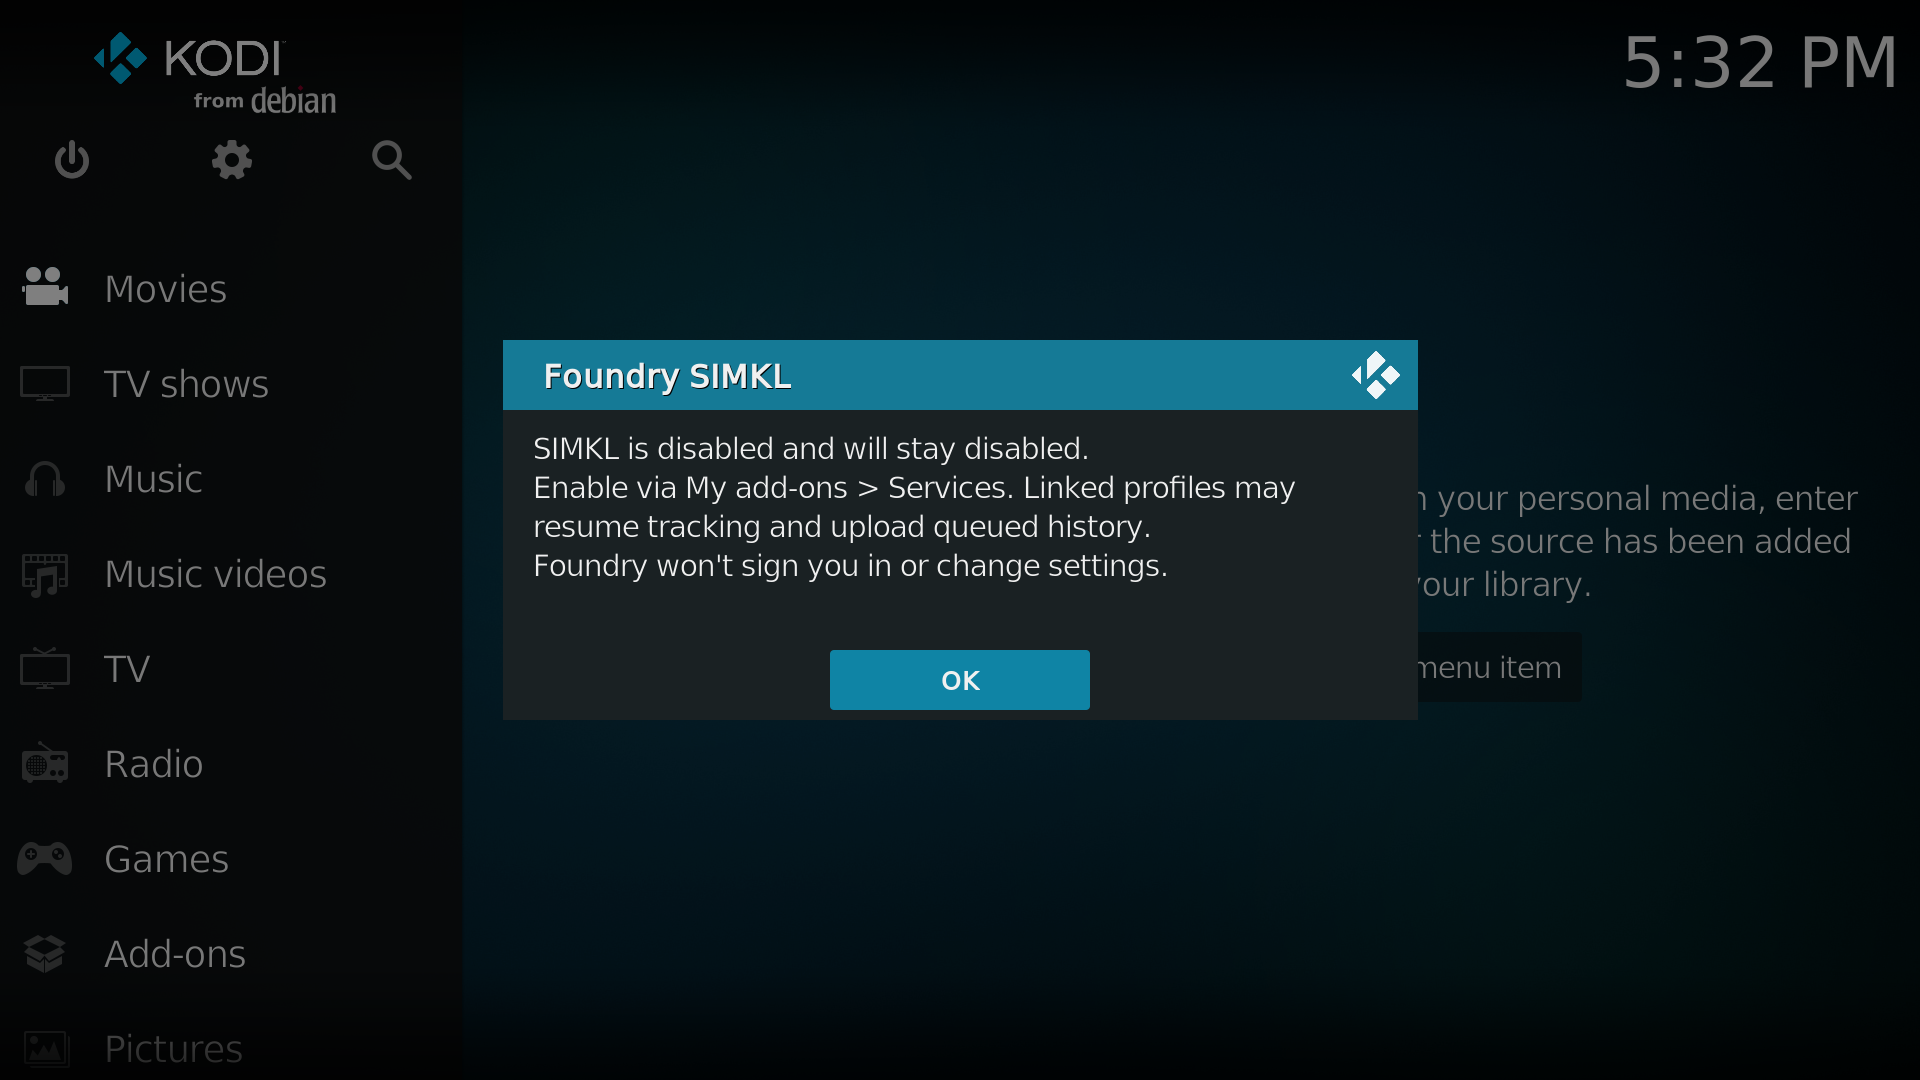 KODI
from debian
5:32 PM
Movies
TV shows
Music
Music videos
TV
Radio
Games
Add-ons
Pictures
Foundry SIMKL
SIMKL is disabled and will stay disabled.
Enable via My add-ons > Services. Linked profiles may
resume tracking and upload queued history.
Foundry won't sign you in or change settings.
OK
your personal media, enter
the source has been added
your library.
menu item